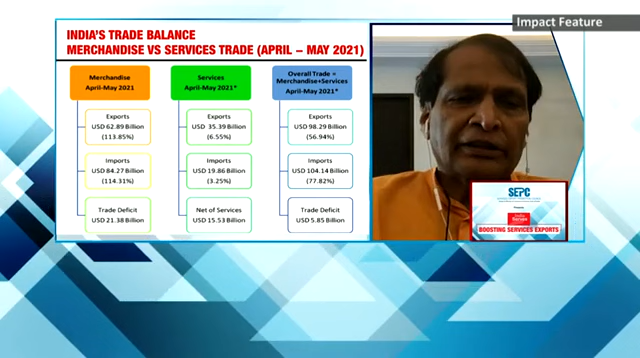 Impact Feature
INDIA'S TRADE BALANCE
MERCHANDISE VS SERVICES TRADE (APRIL – MAY 2021)
Merchandise
April-May 2021
Exports
USD 62.89 Billion
(113.85%)
Imports
USD 84.27 Billion
(114.31%)
Trade Deficit
USD 21.38 Billion
Services
April-May 2021*
Exports
USD 35.39 Billion
(6.55%)
Imports
USD 19.86 Billion
(3.25%)
Net of Services
USD 15.53 Billion
Overall Trade =
Merchandise+Services
April-May 2021*
Exports
USD 98.29 Billion
(56.94%)
Imports
USD 104.14 Billion
(77.82%)
Trade Deficit
USD 5.85 Billion
SEPC
BOOSTING SERVICES EXPORTS